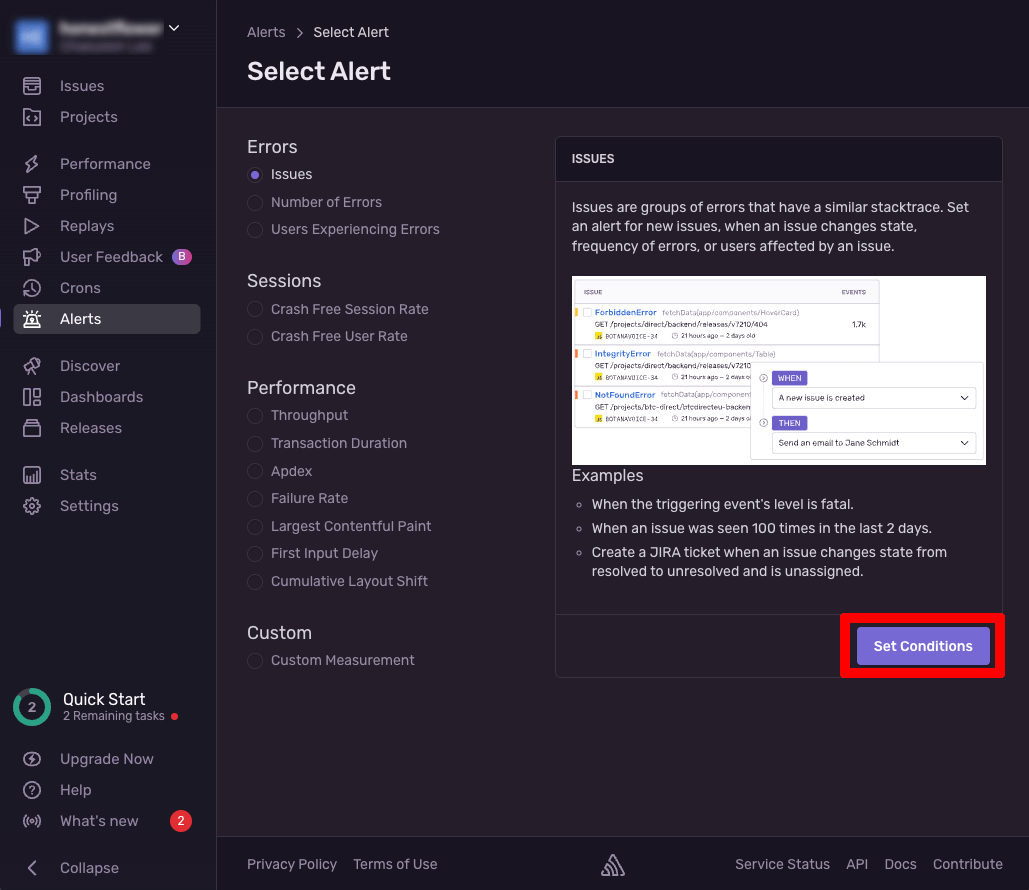 Issues
Projects
Performance
Profiling
Replays
User Feedback B
Crons
Alerts
Discover
Dashboards
Releases
Stats
Settings
2
Quick Start
2 Remaining tasks
Upgrade Now
Help
What's new 2
Collapse
Alerts > Select Alert
Select Alert
Errors
Issues
Number of Errors
Users Experiencing Errors
Sessions
Crash Free Session Rate
Crash Free User Rate
Performance
Throughput
Transaction Duration
Apdex
Failure Rate
Largest Contentful Paint
First Input Delay
Cumulative Layout Shift
Custom
Custom Measurement
ISSUES
Issues are groups of errors that have a similar stacktrace. Set
an alert for new issues, when an issue changes state,
frequency of errors, or users affected by an issue.
ISSUE EVENTS
ForbiddenError fetchData(app/components/HoverCard)
GET /projects/direct/backend/releases/v7210/404 1.7k
BOTANAVOICE-34 21 hours ago — 2 days old
IntegrityError fetchData(app/components/Table)
GET /projects/direct/backend/releases/v7210
BOTANAVOICE-34 21 hours ago — 2 days
NotFoundError fetchData(app/component
GET /projects/btc-direct/btcdirecteu-backen
BOTANAVOICE-34 21 hours ago — 2 days
WHEN
A new issue is created
THEN
Send an email to Jane Schmidt
Examples
When the triggering event's level is fatal.
When an issue was seen 100 times in the last 2 days.
Create a JIRA ticket when an issue changes state from
resolved to unresolved and is unassigned.
Set Conditions
Privacy Policy Terms of Use Service Status API Docs Contribute